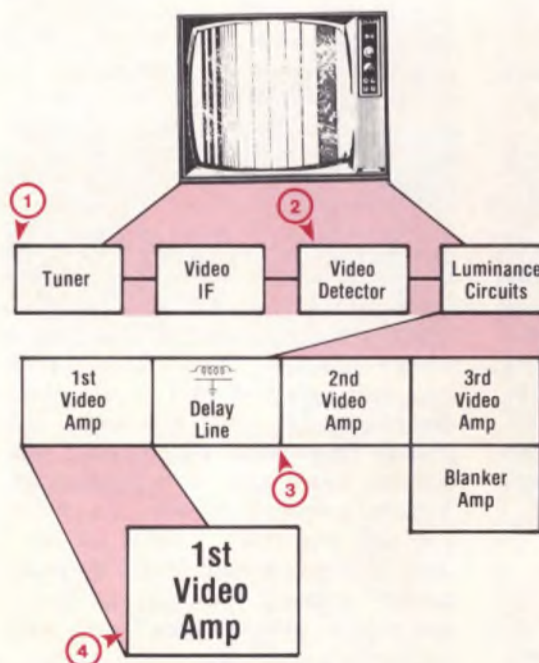 1
2
Tuner
Video
IF
Video
Detector
Luminance
Circuits
1st
Video
Amp
Delay
Line
2nd
Video
Amp
3rd
Video
Amp
3
Blanker
Amp
1st
Video
Amp
4